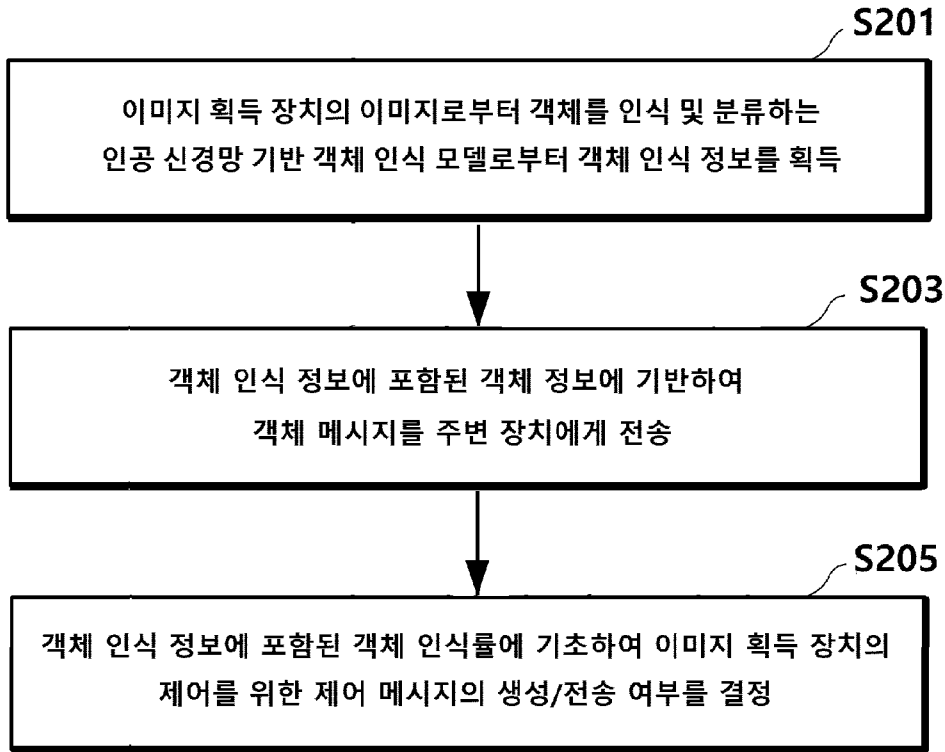 S201
이미지 획득 장치의 이미지로부터 객체를 인식 및 분류하는
인공 신경망 기반 객체 인식 모델로부터 객체 인식 정보를 획득
S203
객체 인식 정보에 포함된 객체 정보에 기반하여
객체 메시지를 주변 장치에게 전송
S205
객체 인식 정보에 포함된 객체 인식률에 기초하여 이미지 획득 장치의
제어를 위한 제어 메시지의 생성/전송 여부를 결정